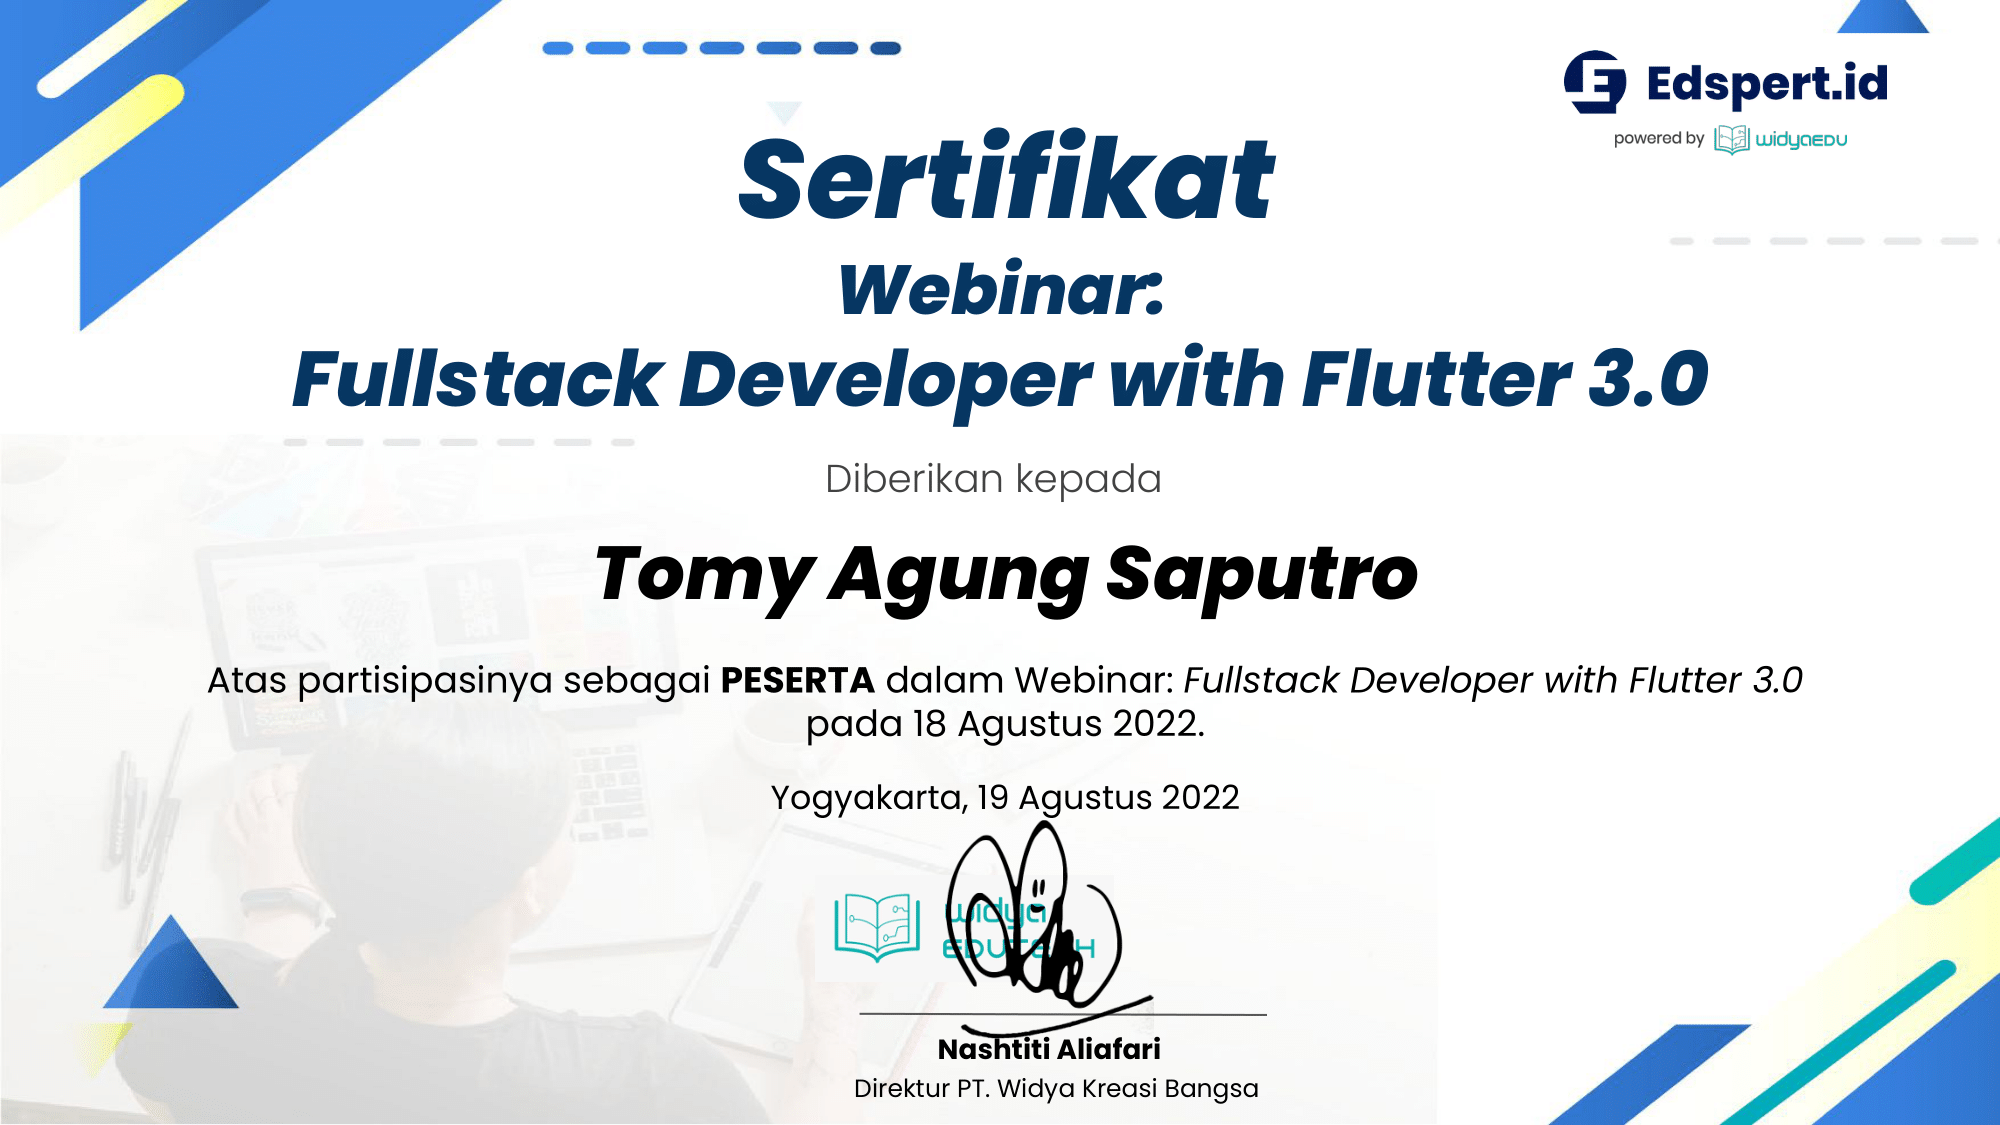 Edspert.id
powered by widyaEDU
Sertifikat
Webinar:
Fullstack Developer with Flutter 3.0
Diberikan kepada
Tomy Agung Saputro
Atas partisipasinya sebagai PESERTA dalam Webinar: Fullstack Developer with Flutter 3.0
pada 18 Agustus 2022.
Yogyakarta, 19 Agustus 2022
widya
EDUTECH
Nashtiti Aliafari
Direktur PT. Widya Kreasi Bangsa